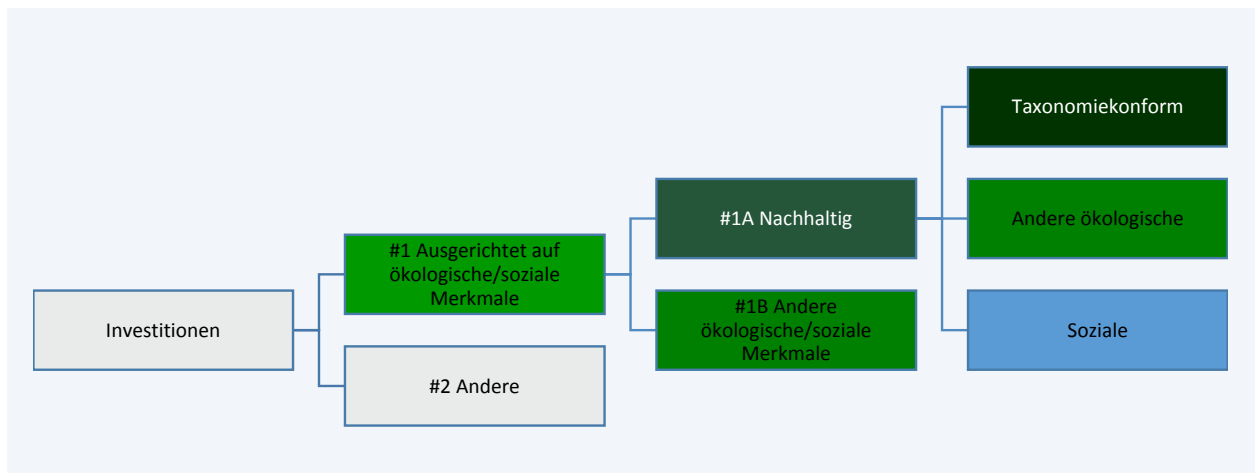 Investitionen
#1 Ausgerichtet auf
ökologische/soziale
Merkmale
#2 Andere
#1A Nachhaltig
#1B Andere
ökologische/soziale
Merkmale
Taxonomiekonform
Andere ökologische
Soziale